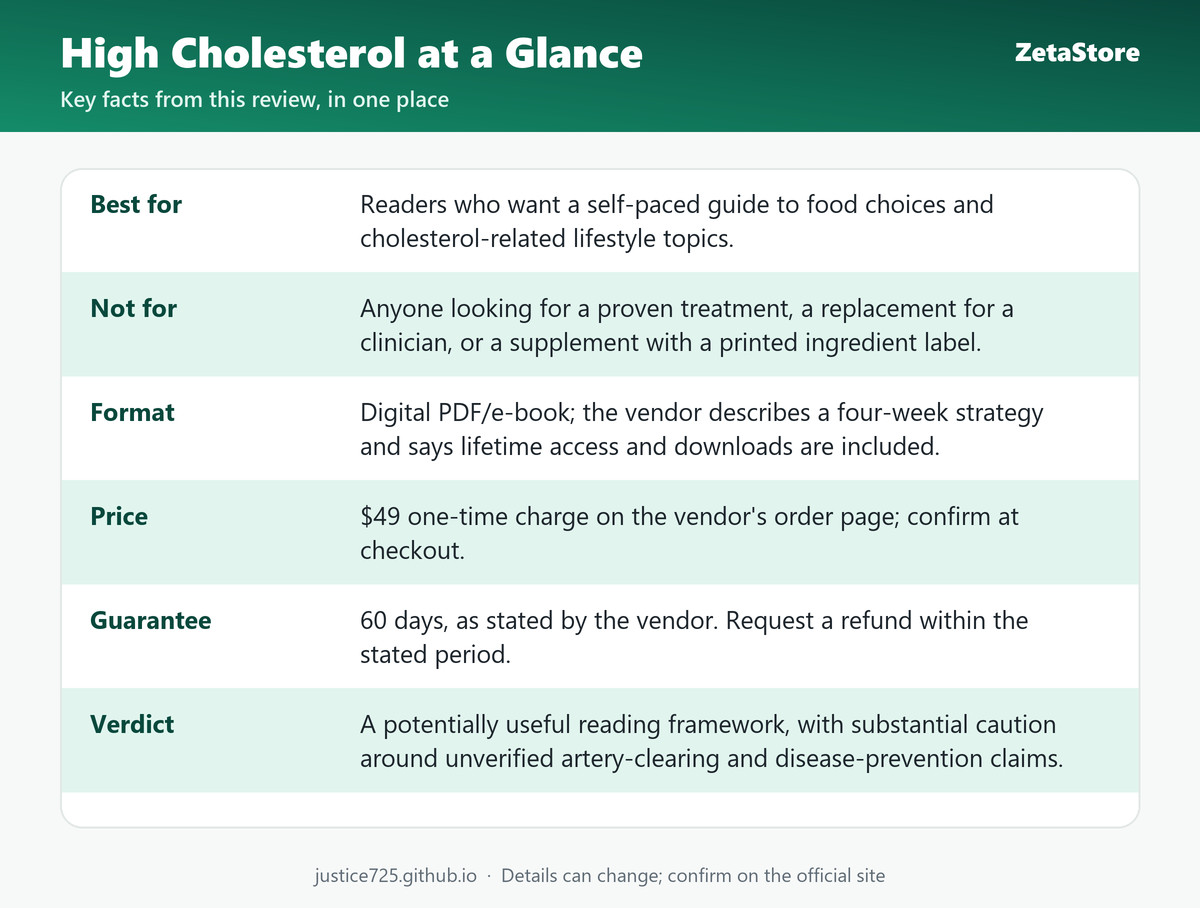 High Cholesterol at a Glance
ZetaStore
Key facts from this review, in one place
Best for
Readers who want a self-paced guide to food choices and
cholesterol-related lifestyle topics.
Not for
Anyone looking for a proven treatment, a replacement for a
clinician, or a supplement with a printed ingredient label.
Format
Digital PDF/e-book; the vendor describes a four-week strategy
and says lifetime access and downloads are included.
Price
$49 one-time charge on the vendor's order page; confirm at
checkout.
Guarantee
60 days, as stated by the vendor. Request a refund within the
stated period.
Verdict
A potentially useful reading framework, with substantial caution
around unverified artery-clearing and disease-prevention claims.
justice725.github.io · Details can change; confirm on the official site